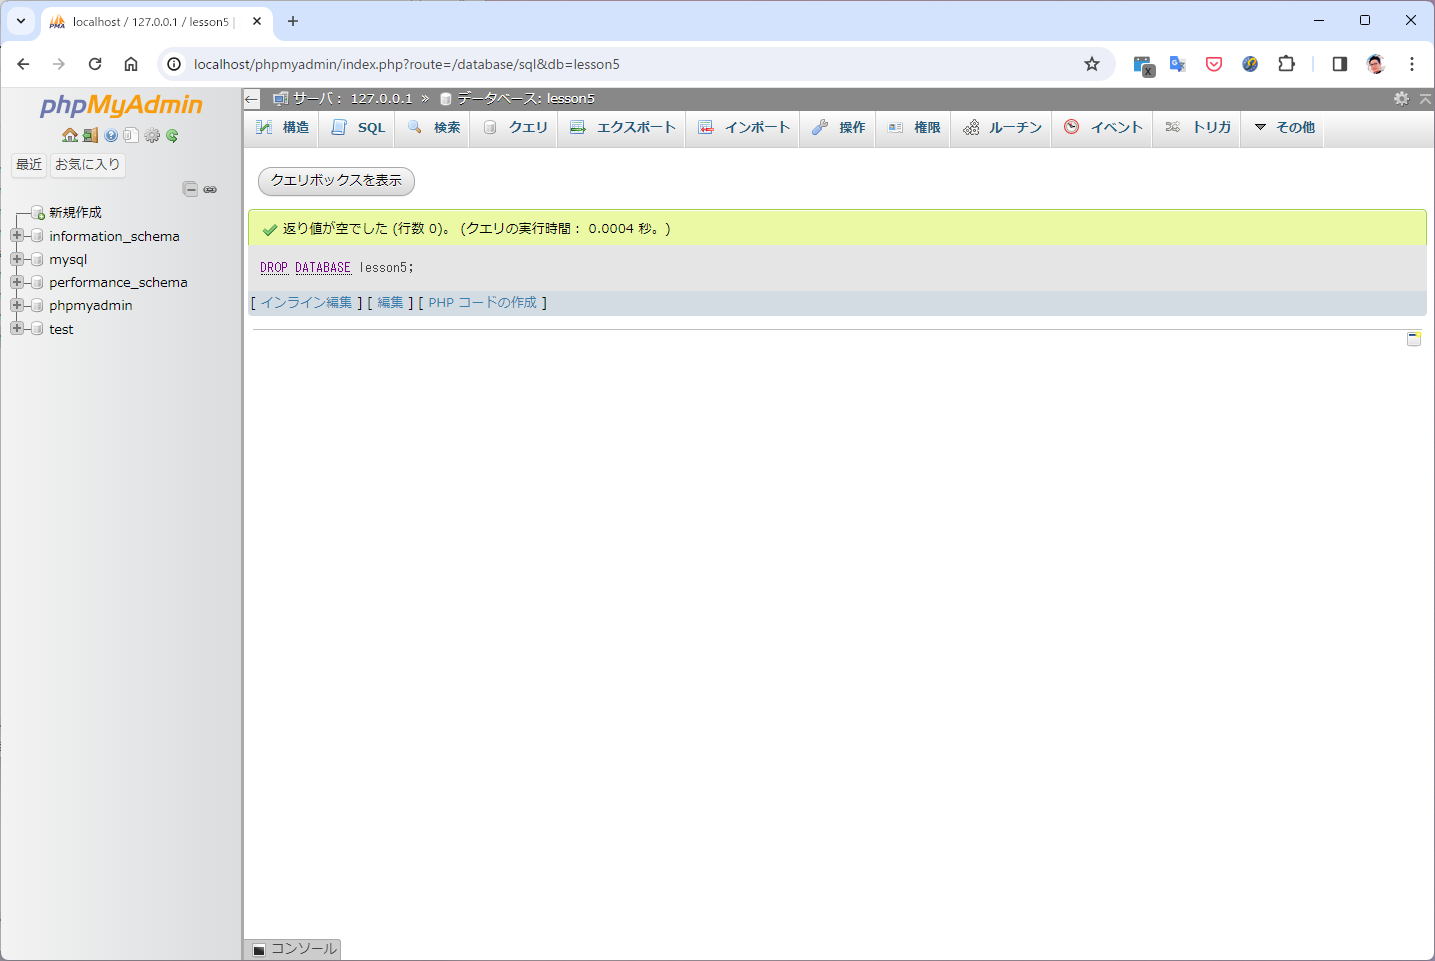 localhost / 127.0.0.1 / lesson5 |
localhost/phpmyadmin/index.php?route=/database/sql&db=lesson5
phpMyAdmin
最近 お気に入り
新規作成
information_schema
mysql
performance_schema
phpmyadmin
test
サーバ: 127.0.0.1 » データベース: lesson5
構造 SQL 検索 クエリ エクスポート インポート 操作 権限 ルーチン イベント トリガ その他
クエリボックスを表示
返り値が空でした (行数 0)。 (クエリの実行時間: 0.0004 秒。)
DROP DATABASE lesson5;
[ インライン編集 ] [ 編集 ] [ PHP コードの作成 ]
コンソール